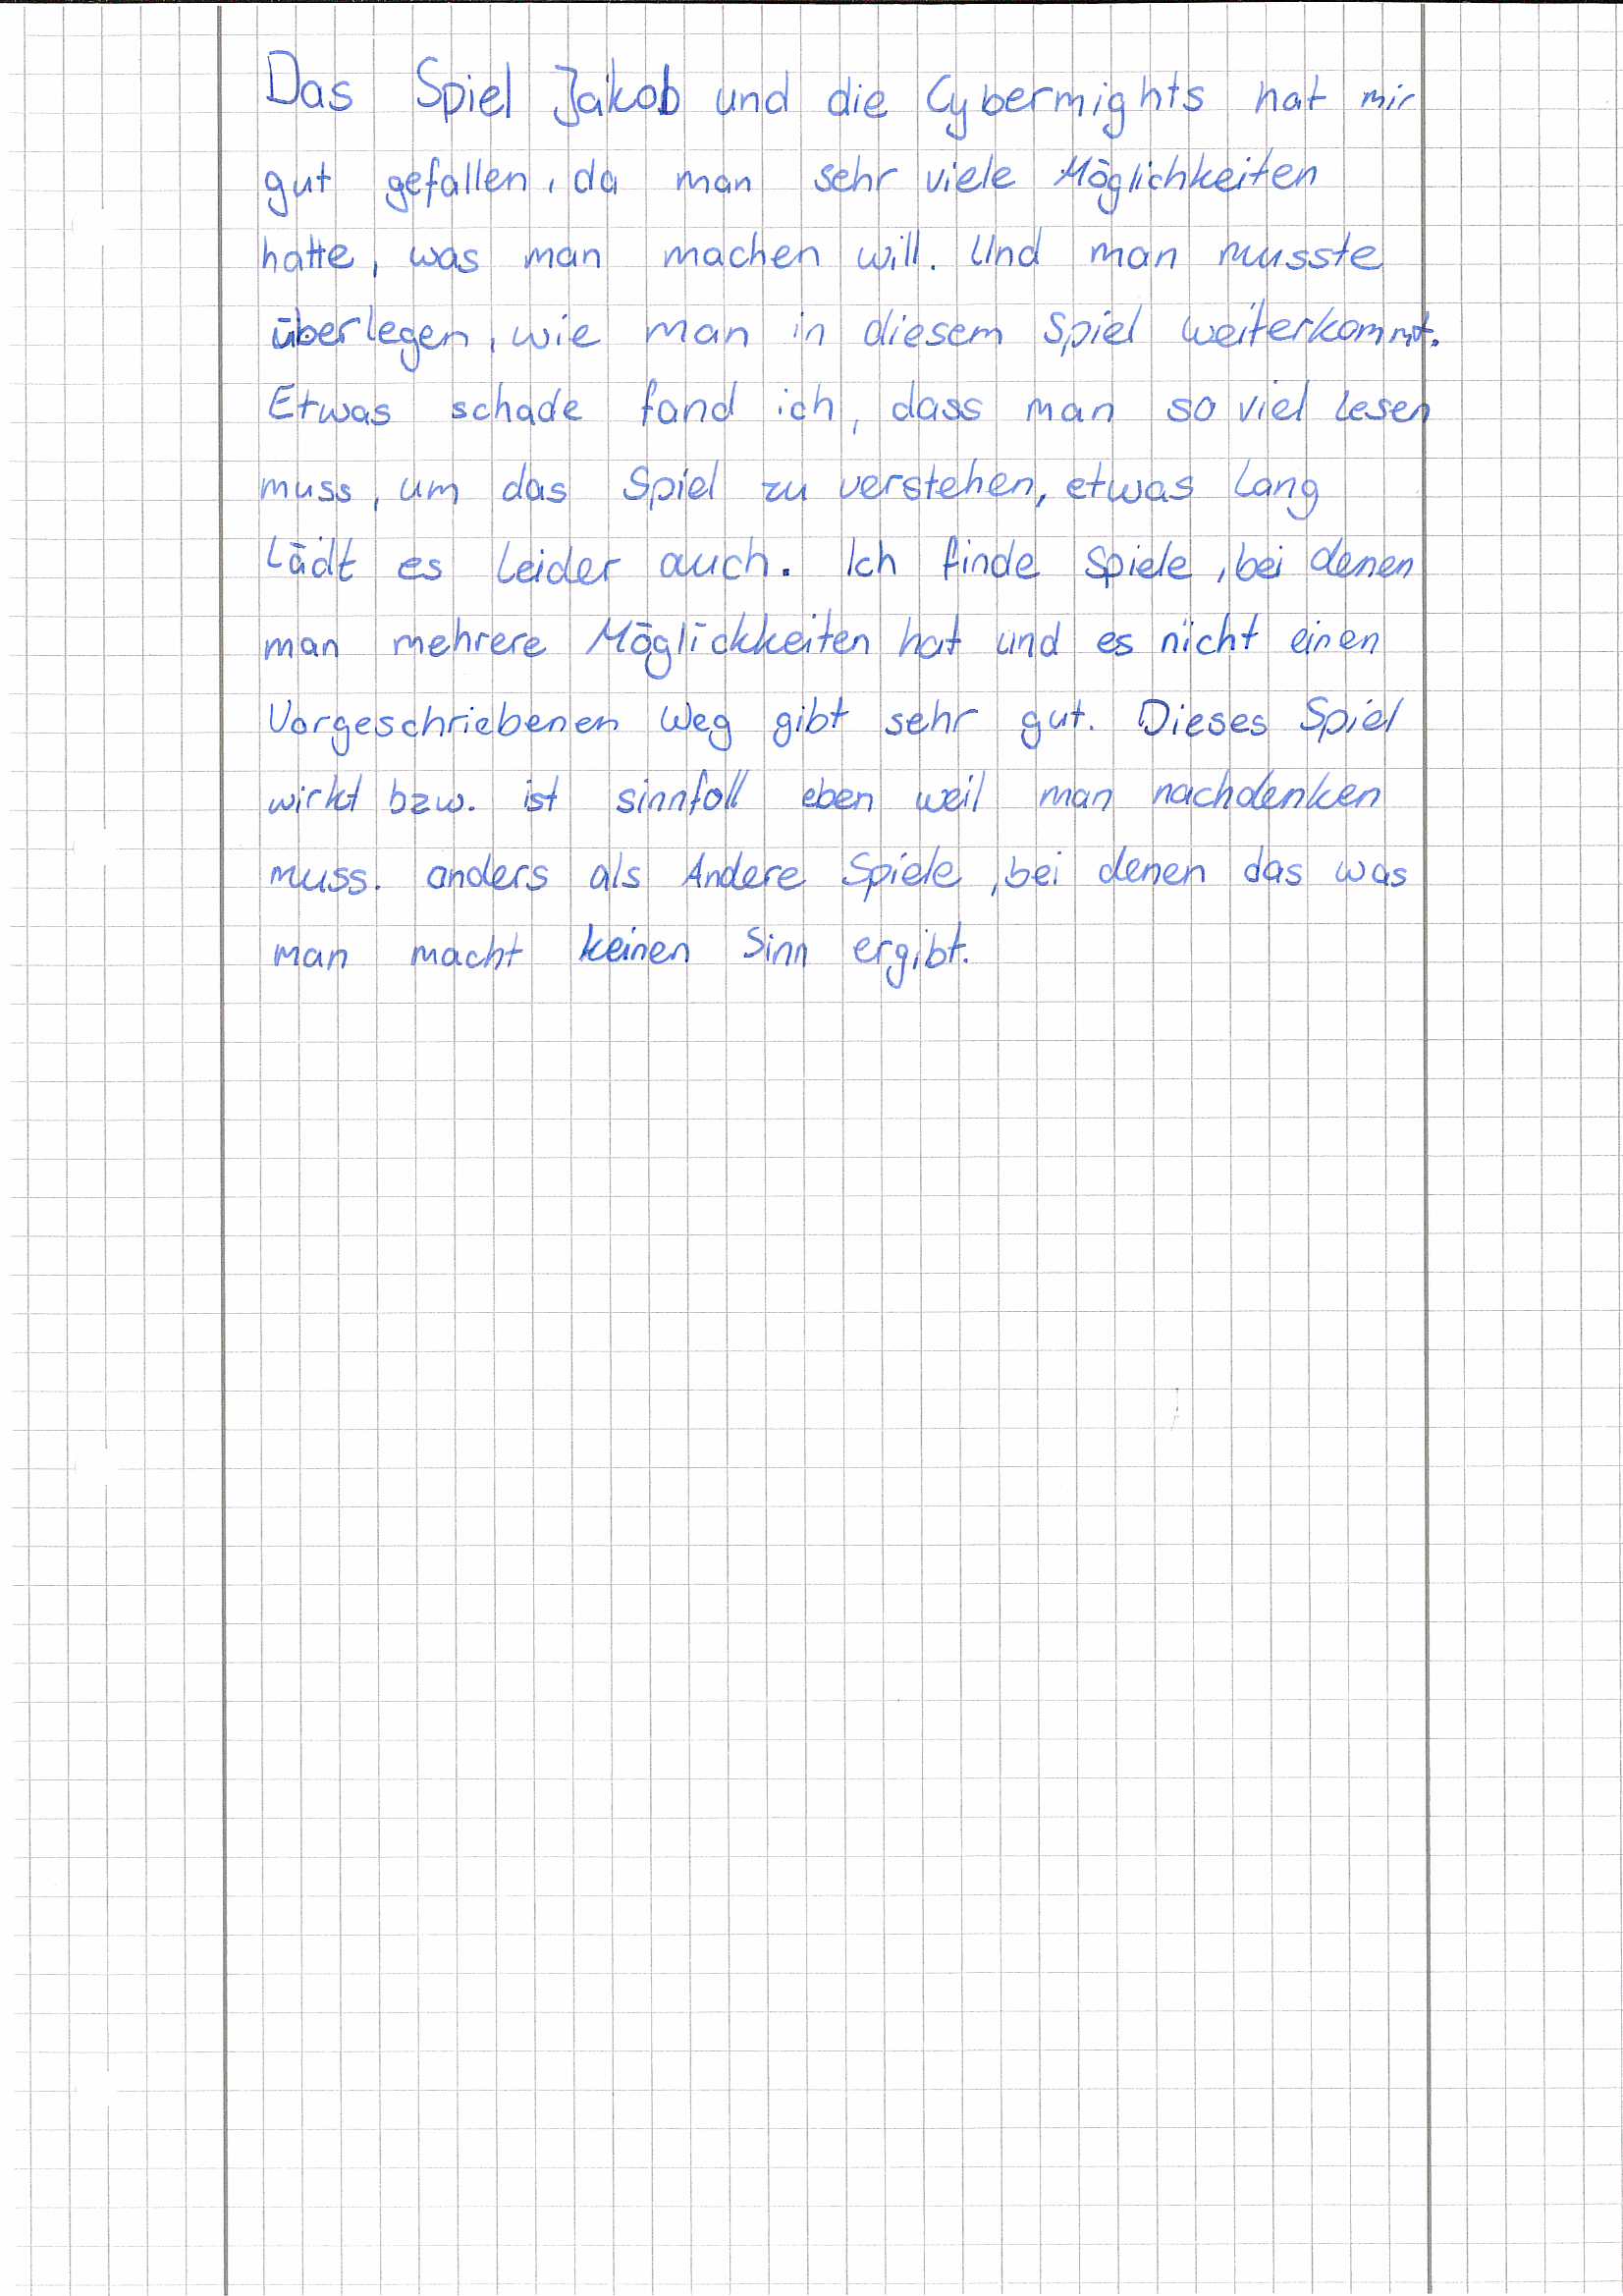 Das Spiel Jakob und die Cybermights hat mir
gut gefallen, da man sehr viele Möglichkeiten
hatte, was man machen will. Und man musste
überlegen, wie man in diesem Spiel weiterkommt.
Etwas schade fand ich, dass man so viel lesen
muss, um das Spiel zu verstehen, etwas lang
lädt es leider auch. Ich finde Spiele, bei denen
man mehrere Möglickkeiten hat und es nicht einen
Vorgeschriebenen Weg gibt sehr gut. Dieses Spiel
wirkt bzw. ist sinnfoll eben weil man nachdenken
muss. anders als Andere Spiele, bei denen das was
man macht keinen Sinn ergibt.